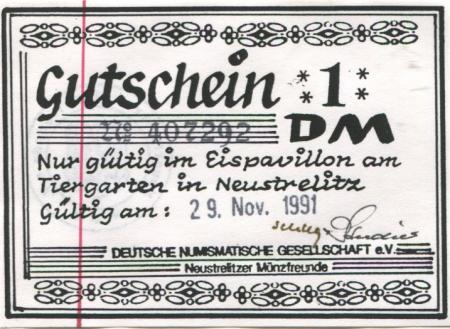 Gutschein *1*
№ 407292 DM
Nur gültig im Eispavillon am
Tiergarten in Neustrelitz
Gültig am: 29. Nov. 1991
DEUTSCHE NUMISMATISCHE GESELLSCHAFT e.V.
Neustrelitzer Münzfreunde